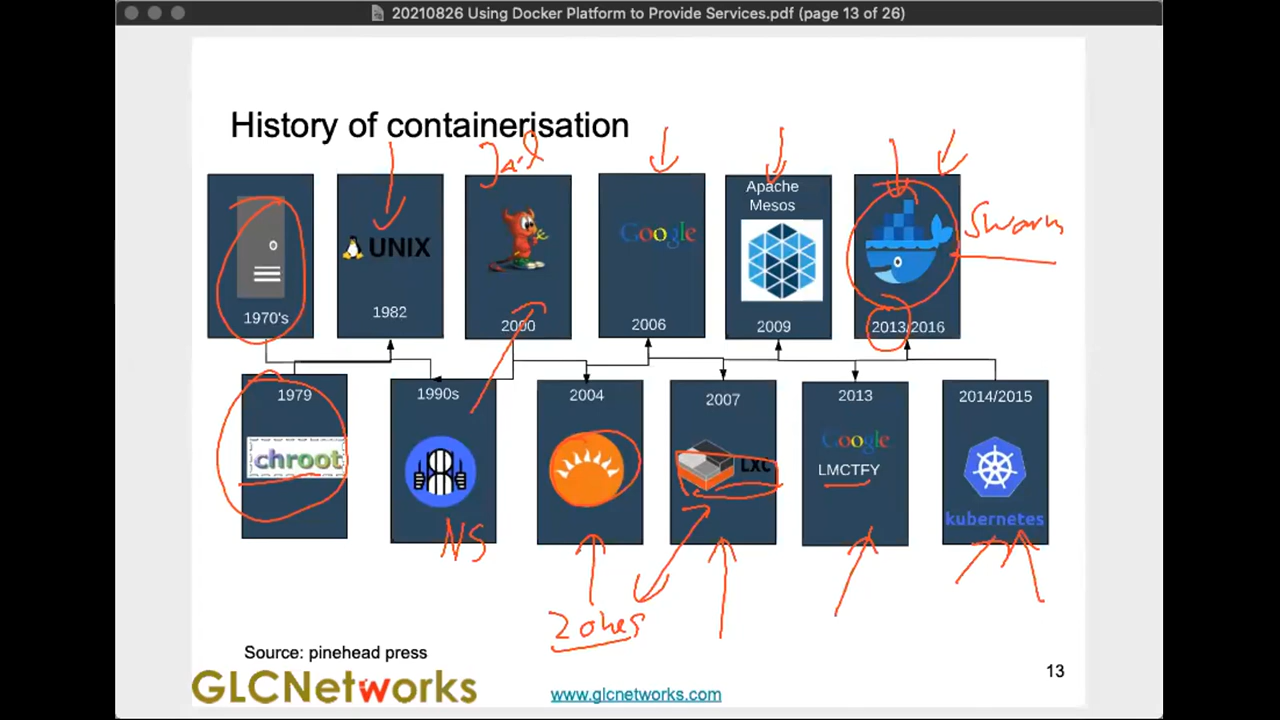 20210826 Using Docker Platform to Provide Services.pdf (page 13 of 26)
History of containerisation
Jail
1970's
UNIX
1982
2000
Google
2006
Apache
Mesos
2009
2013/2016
Swarm
1979
chroot
1990s
NS
2004
Zones
2007
LXC
2013
Google
LMCTFY
2014/2015
kubernetes
Source: pinehead press
GLCNetworks
www.glcnetworks.com
13